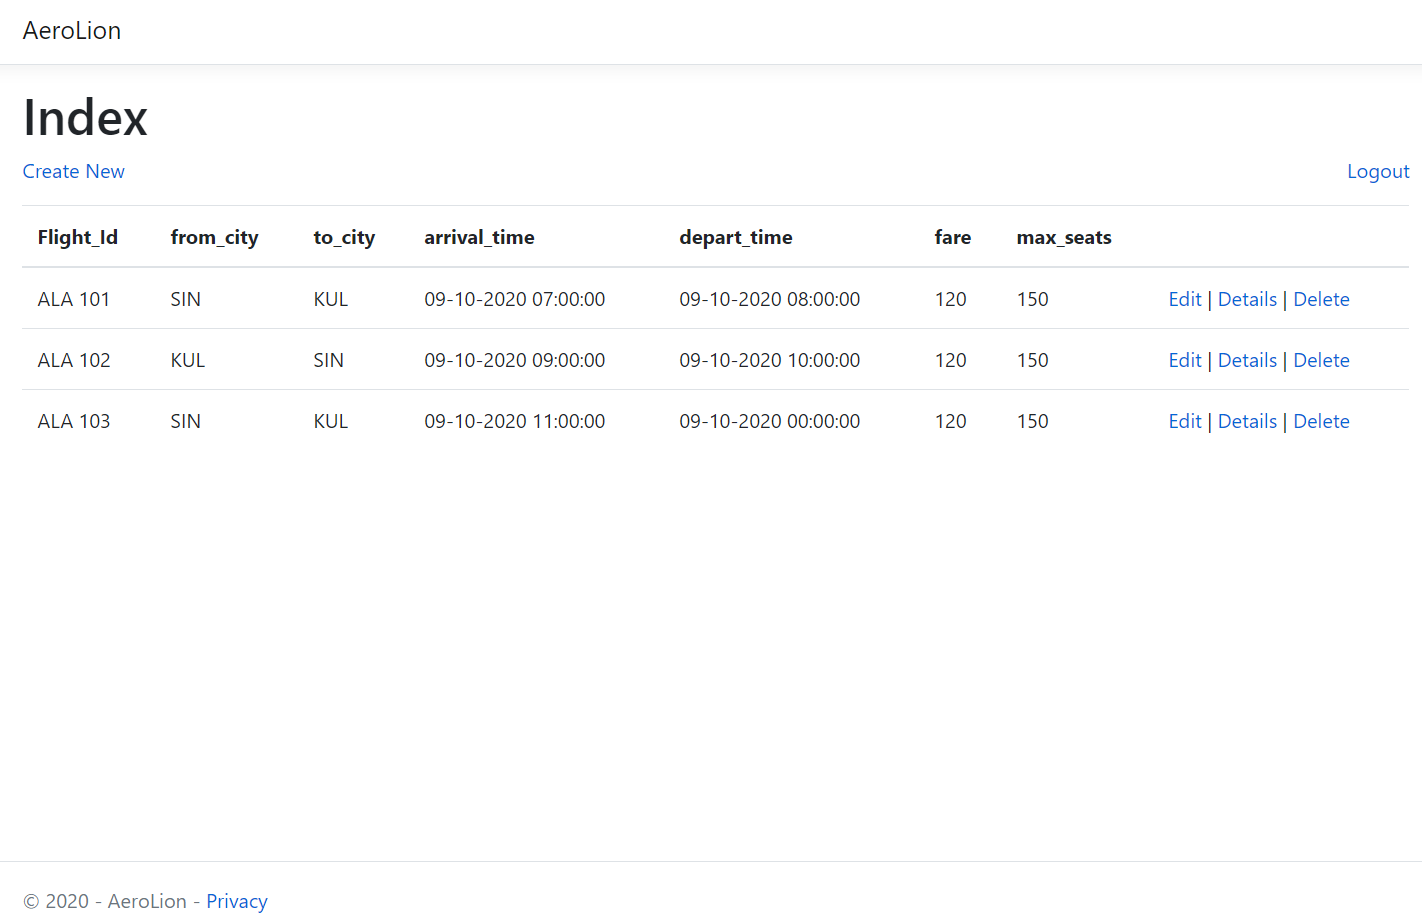 AeroLion
Index
Create New Logout
Flight_Id from_city to_city arrival_time depart_time fare max_seats
ALA 101 SIN KUL 09-10-2020 07:00:00 09-10-2020 08:00:00 120 150 Edit | Details | Delete
ALA 102 KUL SIN 09-10-2020 09:00:00 09-10-2020 10:00:00 120 150 Edit | Details | Delete
ALA 103 SIN KUL 09-10-2020 11:00:00 09-10-2020 00:00:00 120 150 Edit | Details | Delete
© 2020 - AeroLion - Privacy